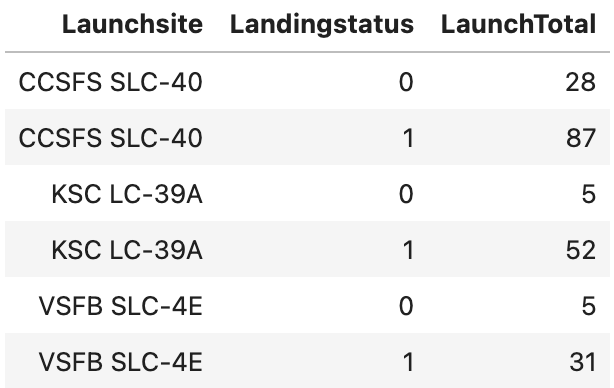 Launchsite Landingstatus LaunchTotal
CCSFS SLC-40 0 28
CCSFS SLC-40 1 87
KSC LC-39A 0 5
KSC LC-39A 1 52
VSFB SLC-4E 0 5
VSFB SLC-4E 1 31